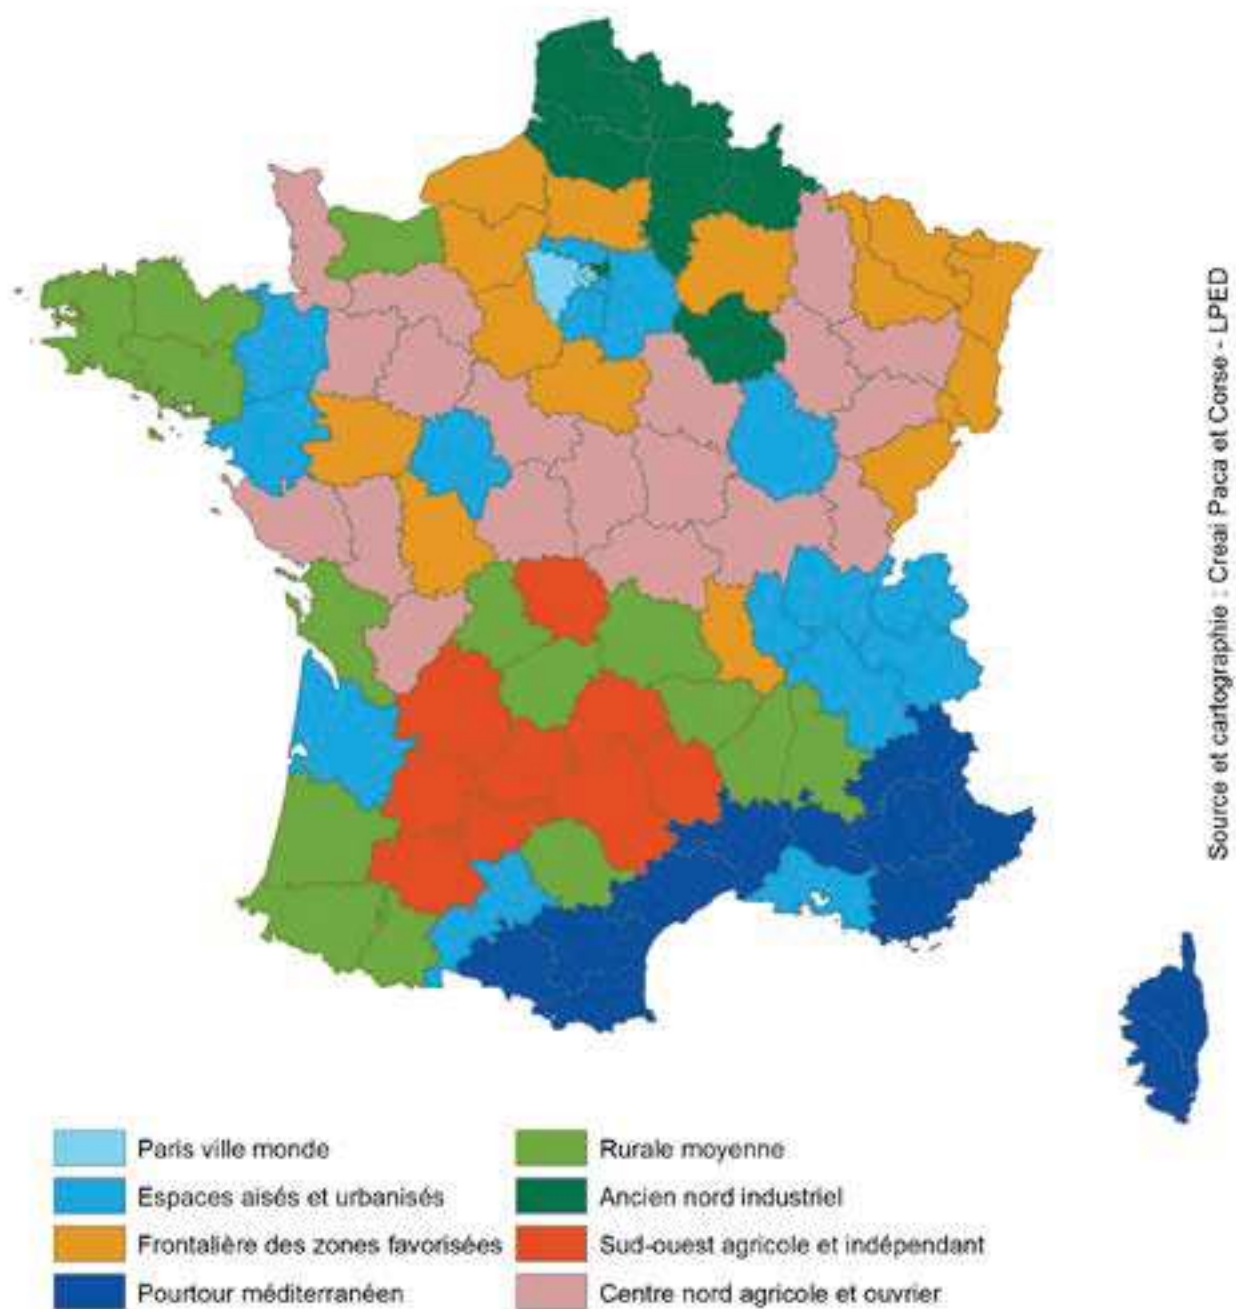 Source et cartographie : Creai Paca et Corse - LPED
Paris ville monde
Espaces aisés et urbanisés
Frontalière des zones favorisées
Pourtour méditerranéen
Rurale moyenne
Ancien nord industriel
Sud-ouest agricole et indépendant
Centre nord agricole et ouvrier